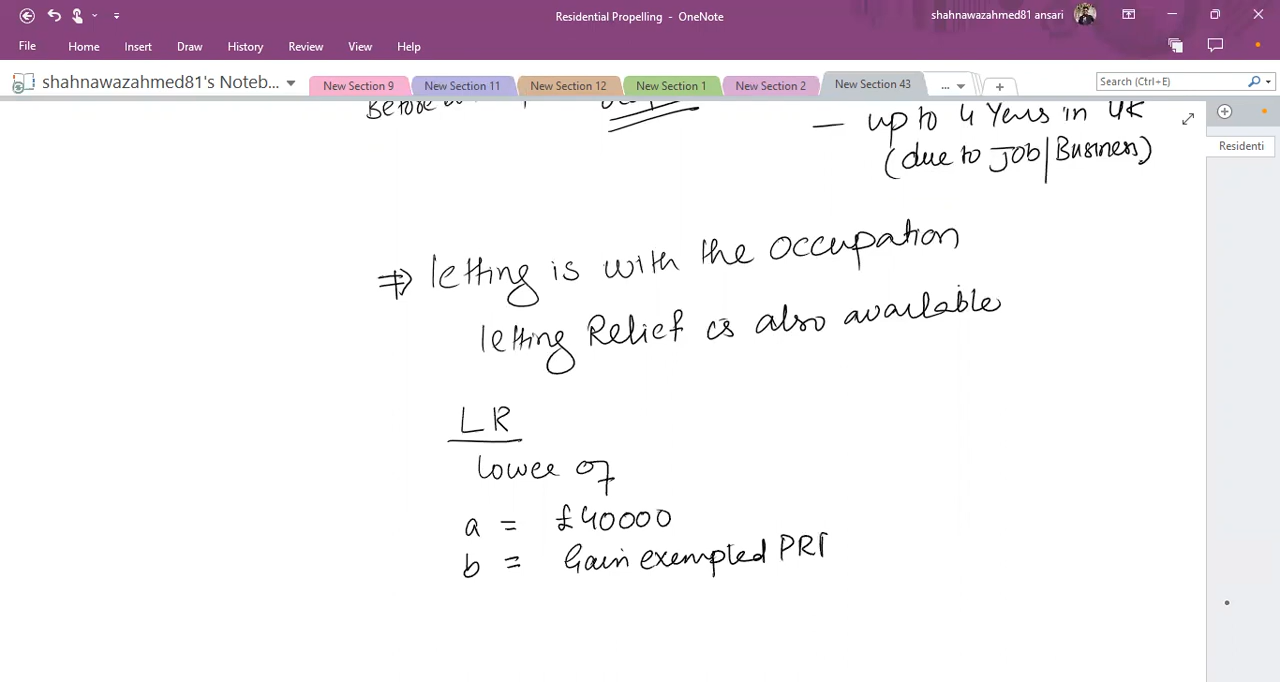 Residential Propelling - OneNote
shahnawazahmed81 ansari
File Home Insert Draw History Review View Help
shahnawazahmed81's Noteb...
New Section 9 New Section 11 New Section 12 New Section 1 New Section 2 New Section 43 ...
Search (Ctrl+E)
Residenti
Before
— up to 4 Years in UK
(due to Job|Business)
⇒ letting is with the occupation
letting Relief is also available
LR
lower of
a = £40000
b = Gain exempted PRR